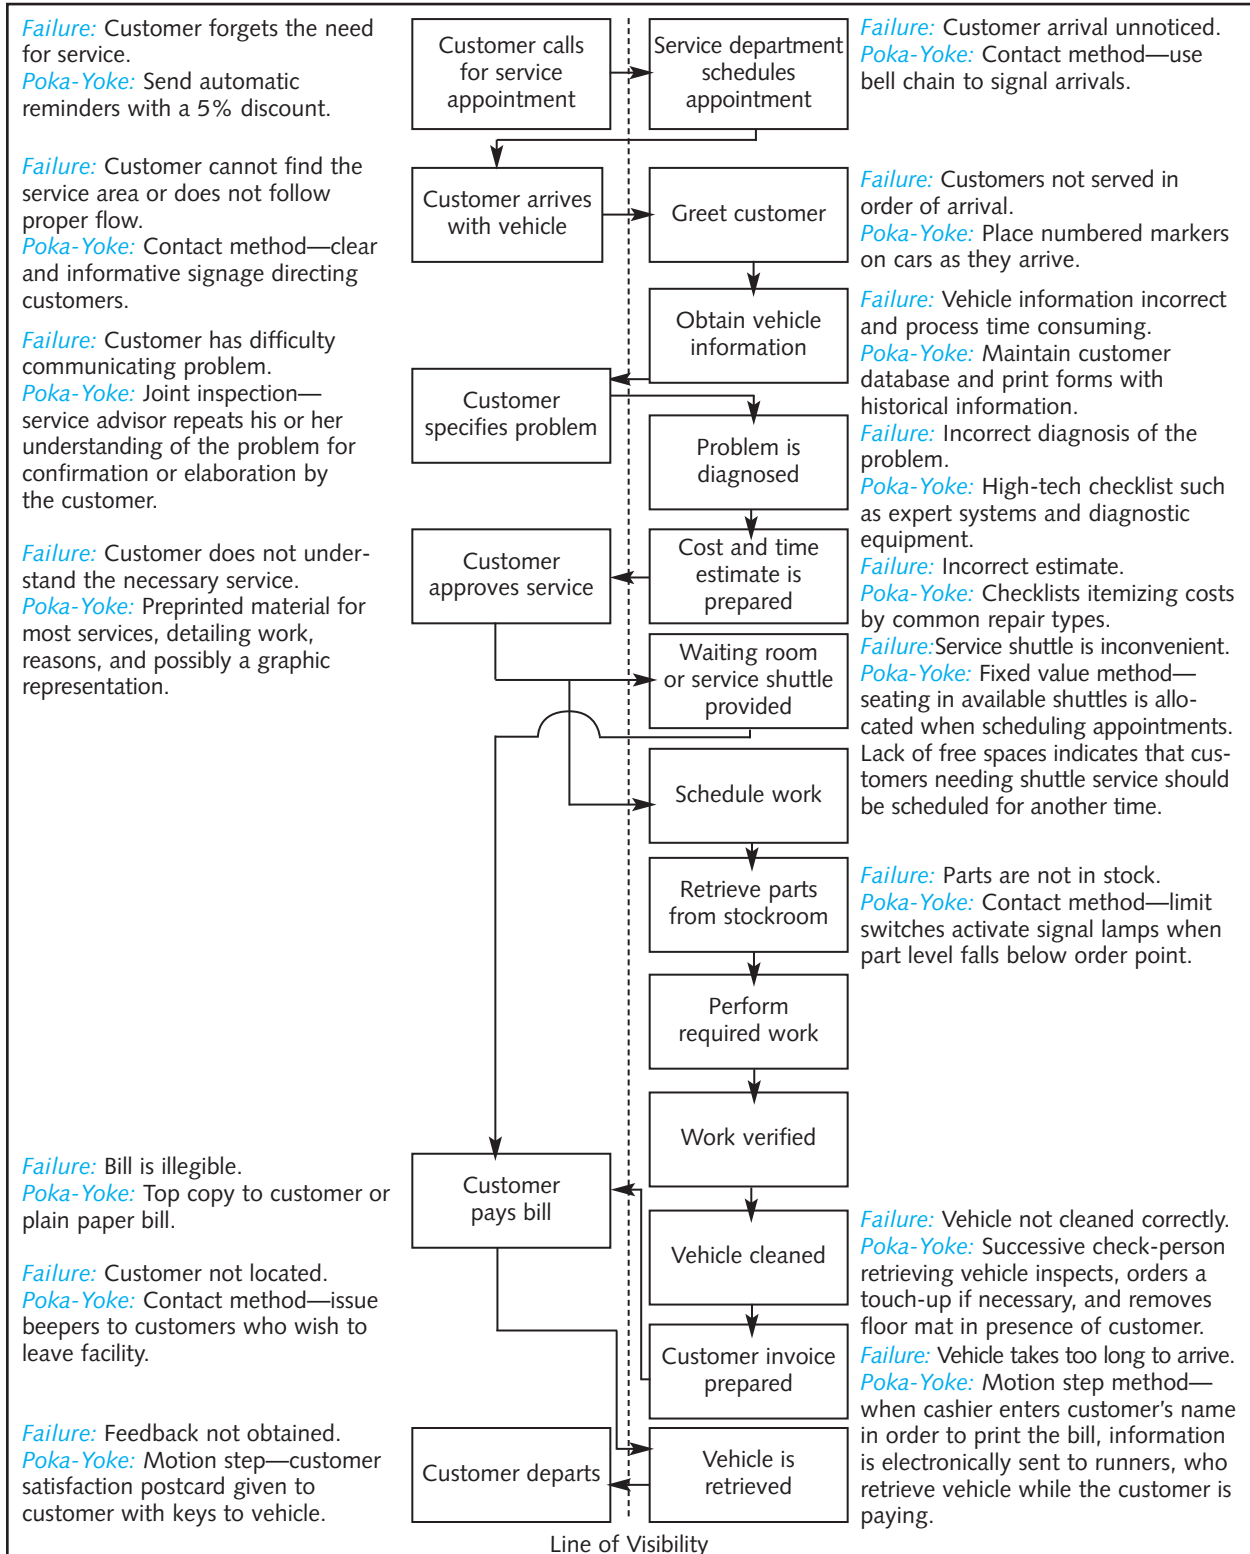 Failure: Customer forgets the need
for service.
Poka-Yoke: Send automatic
reminders with a 5% discount.
Customer calls
for service
appointment
Service department
schedules
appointment
Failure: Customer arrival unnoticed.
Poka-Yoke: Contact method—use
bell chain to signal arrivals.
Failure: Customer cannot find the
service area or does not follow
proper flow.
Poka-Yoke: Contact method—clear
and informative signage directing
customers.
Customer arrives
with vehicle
Greet customer
Failure: Customers not served in
order of arrival.
Poka-Yoke: Place numbered markers
on cars as they arrive.
Obtain vehicle
information
Failure: Vehicle information incorrect
and process time consuming.
Poka-Yoke: Maintain customer
database and print forms with
historical information.
Failure: Customer has difficulty
communicating problem.
Poka-Yoke: Joint inspection—
service advisor repeats his or her
understanding of the problem for
confirmation or elaboration by
the customer.
Customer
specifies problem
Problem is
diagnosed
Failure: Incorrect diagnosis of the
problem.
Poka-Yoke: High-tech checklist such
as expert systems and diagnostic
equipment.
Failure: Customer does not under-
stand the necessary service.
Poka-Yoke: Preprinted material for
most services, detailing work,
reasons, and possibly a graphic
representation.
Customer
approves service
Cost and time
estimate is
prepared
Failure: Incorrect estimate.
Poka-Yoke: Checklists itemizing costs
by common repair types.
Waiting room
or service shuttle
provided
Failure:Service shuttle is inconvenient.
Poka-Yoke: Fixed value method—
seating in available shuttles is allo-
cated when scheduling appointments.
Lack of free spaces indicates that cus-
tomers needing shuttle service should
be scheduled for another time.
Schedule work
Retrieve parts
from stockroom
Failure: Parts are not in stock.
Poka-Yoke: Contact method—limit
switches activate signal lamps when
part level falls below order point.
Perform
required work
Work verified
Failure: Bill is illegible.
Poka-Yoke: Top copy to customer or
plain paper bill.
Customer
pays bill
Vehicle cleaned
Failure: Vehicle not cleaned correctly.
Poka-Yoke: Successive check-person
retrieving vehicle inspects, orders a
touch-up if necessary, and removes
floor mat in presence of customer.
Failure: Customer not located.
Poka-Yoke: Contact method—issue
beepers to customers who wish to
leave facility.
Customer invoice
prepared
Failure: Vehicle takes too long to arrive.
Poka-Yoke: Motion step method—
when cashier enters customer’s name
in order to print the bill, information
is electronically sent to runners, who
retrieve vehicle while the customer is
paying.
Failure: Feedback not obtained.
Poka-Yoke: Motion step—customer
satisfaction postcard given to
customer with keys to vehicle.
Customer departs
Vehicle is
retrieved
Line of Visibility